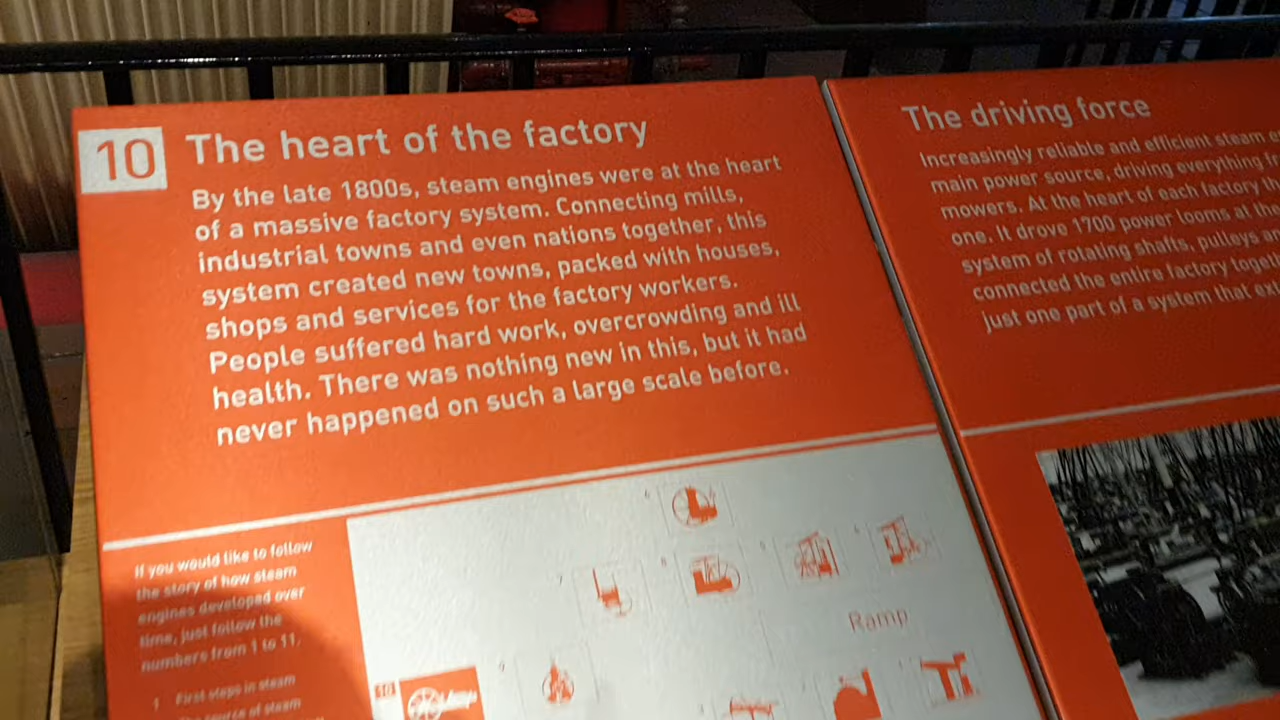 10
The heart of the factory
By the late 1800s, steam engines were at the heart
of a massive factory system. Connecting mills,
industrial towns and even nations together, this
system created new towns, packed with houses,
shops and services for the factory workers.
People suffered hard work, overcrowding and ill
health. There was nothing new in this, but it had
never happened on such a large scale before.
If you would like to follow
the story of how steam
engines developed over
time, just follow the
numbers from 1 to 11.
1 First steps in steam
The source of steam
Ramp
10
The driving force
Increasingly reliable and efficient steam
main power source, driving everything
mowers. At the heart of each factory
one. It drove 1700 power looms at the
system of rotating shafts, pulleys
connected the entire factory
just one part of a system that